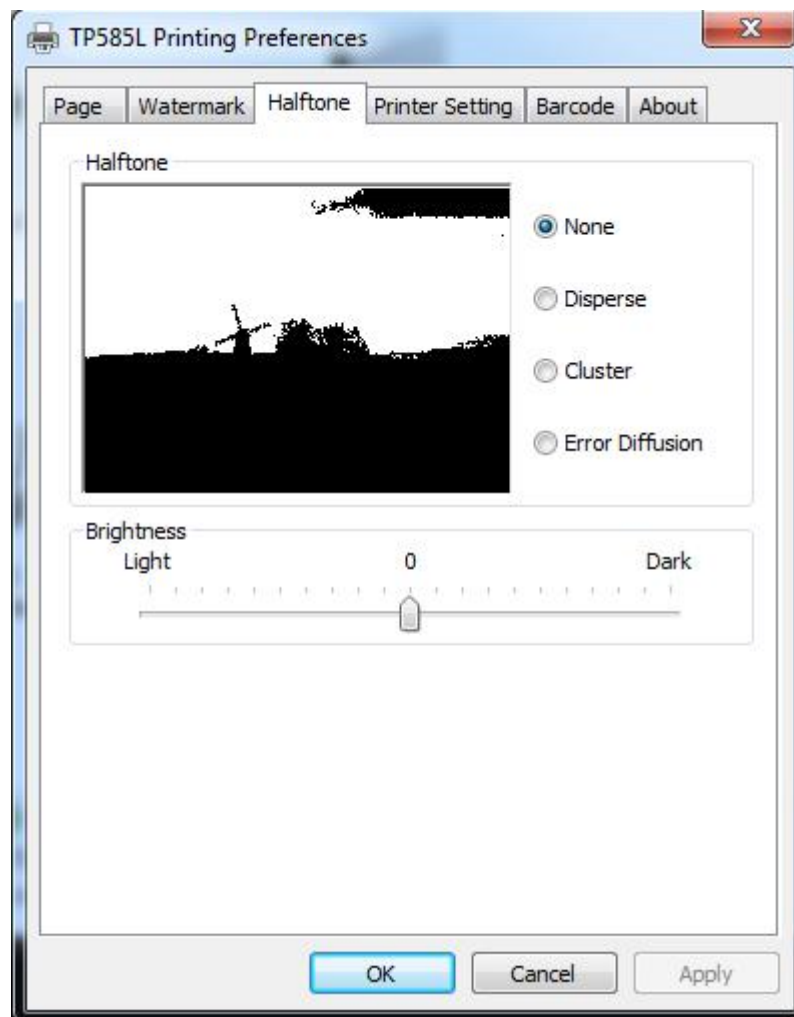 TP585L Printing Preferences
Page Watermark Halftone Printer Setting Barcode About
Halftone
None
Disperse
Cluster
Error Diffusion
Brightness
Light 0 Dark
OK Cancel Apply